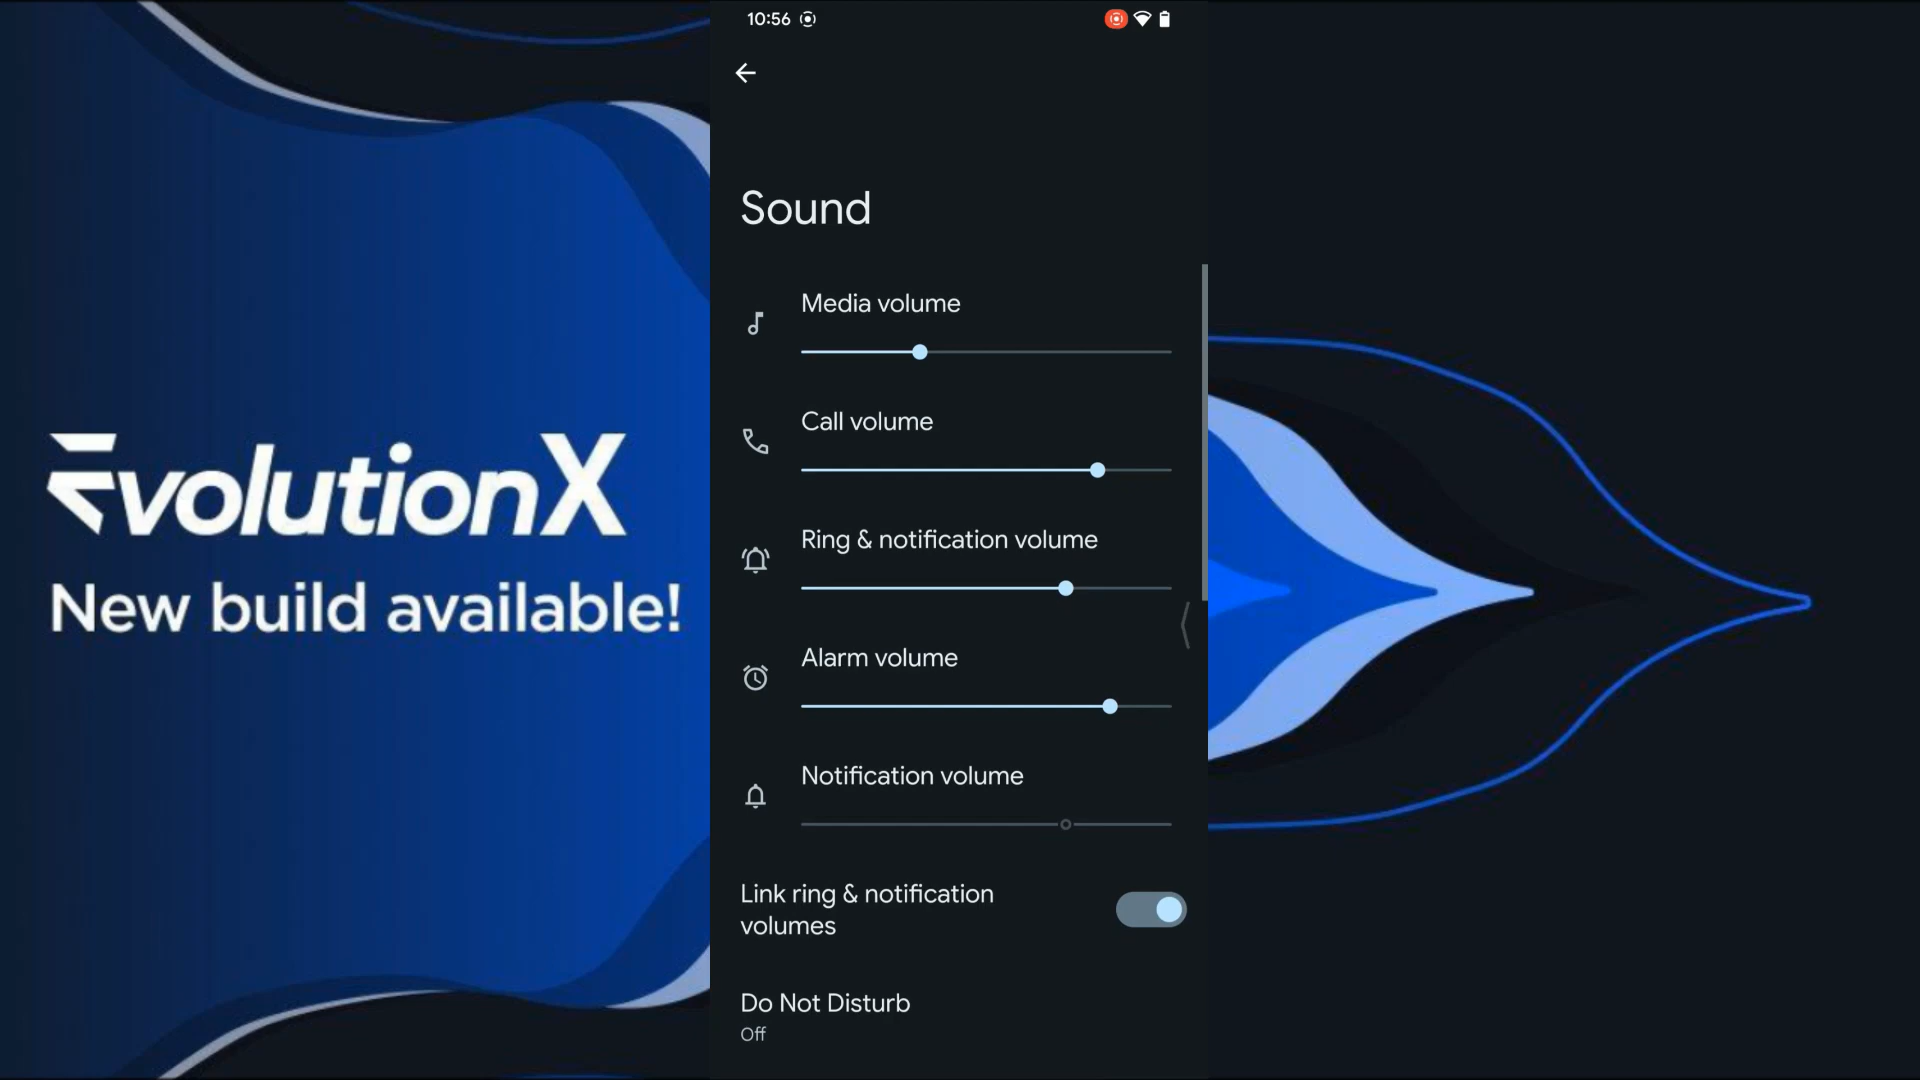 EvolutionX
New build available!
10:56
Sound
Media volume
Call volume
Ring & notification volume
Alarm volume
Notification volume
Link ring & notification
volumes
Do Not Disturb
Off